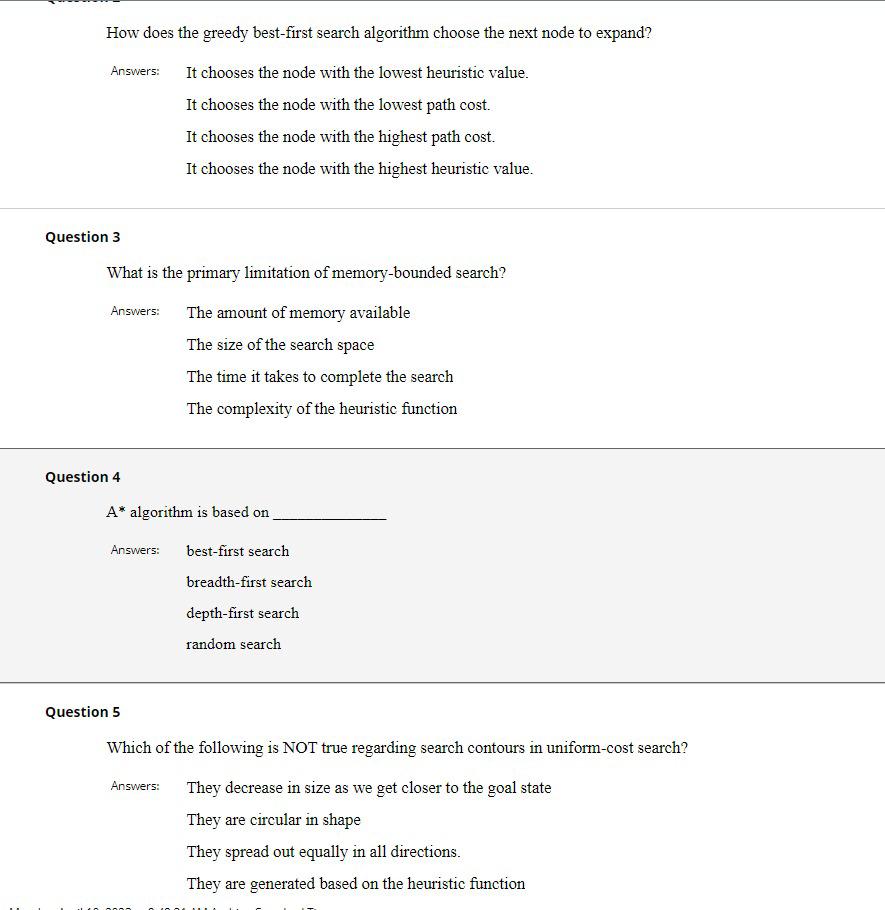 How does the greedy best-first search algorithm choose the next node to expand?
Answers: It chooses the node with the lowest heuristic value.
It chooses the node with the lowest path cost.
It chooses the node with the highest path cost.
It chooses the node with the highest heuristic value.
Question 3
What is the primary limitation of memory-bounded search?
Answers: The amount of memory available
The size of the search space
The time it takes to complete the search
The complexity of the heuristic function
Question 4
A* algorithm is based on ______________
Answers: best-first search
breadth-first search
depth-first search
random search
Question 5
Which of the following is NOT true regarding search contours in uniform-cost search?
Answers: They decrease in size as we get closer to the goal state
They are circular in shape
They spread out equally in all directions.
They are generated based on the heuristic function